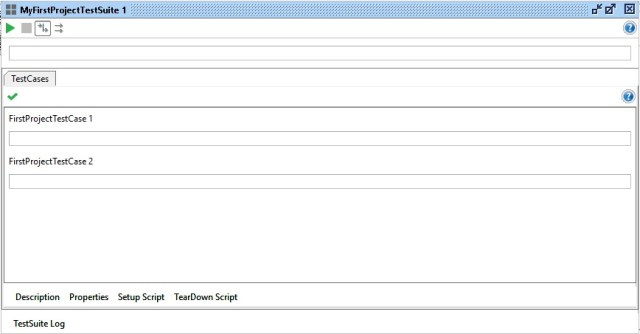 MyFirstProjectTestSuite 1
TestCases
FirstProjectTestCase 1
FirstProjectTestCase 2
Description Properties Setup Script TearDown Script
TestSuite Log